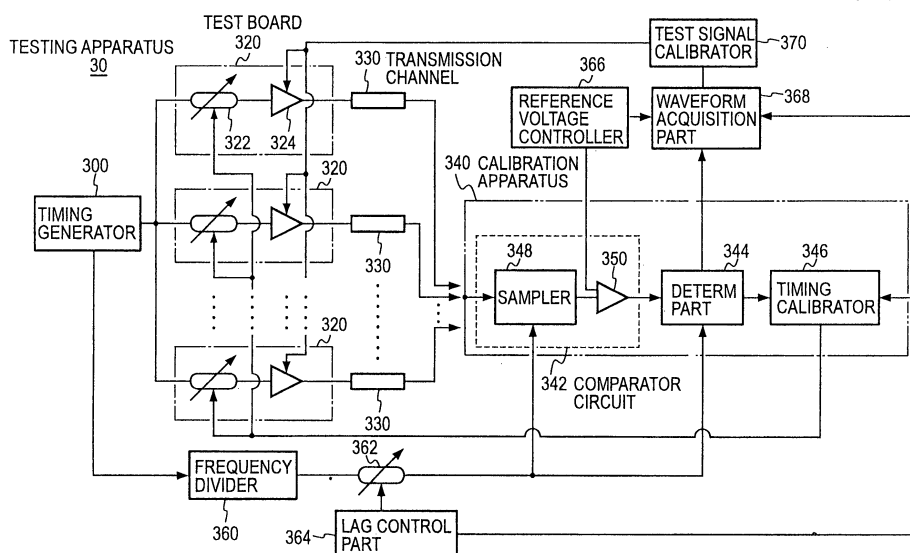 TESTING APPARATUS
30
TEST BOARD
320
322
324
330 TRANSMISSION
CHANNEL
366
REFERENCE
VOLTAGE
CONTROLLER
TEST SIGNAL
CALIBRATOR
370
WAVEFORM
ACQUISITION
PART
368
300
TIMING
GENERATOR
320
330
340 CALIBRATION
APPARATUS
348
SAMPLER
350
344
DETERM
PART
346
TIMING
CALIBRATOR
342 COMPARATOR
CIRCUIT
320
330
FREQUENCY
DIVIDER
360
362
364
LAG CONTROL
PART